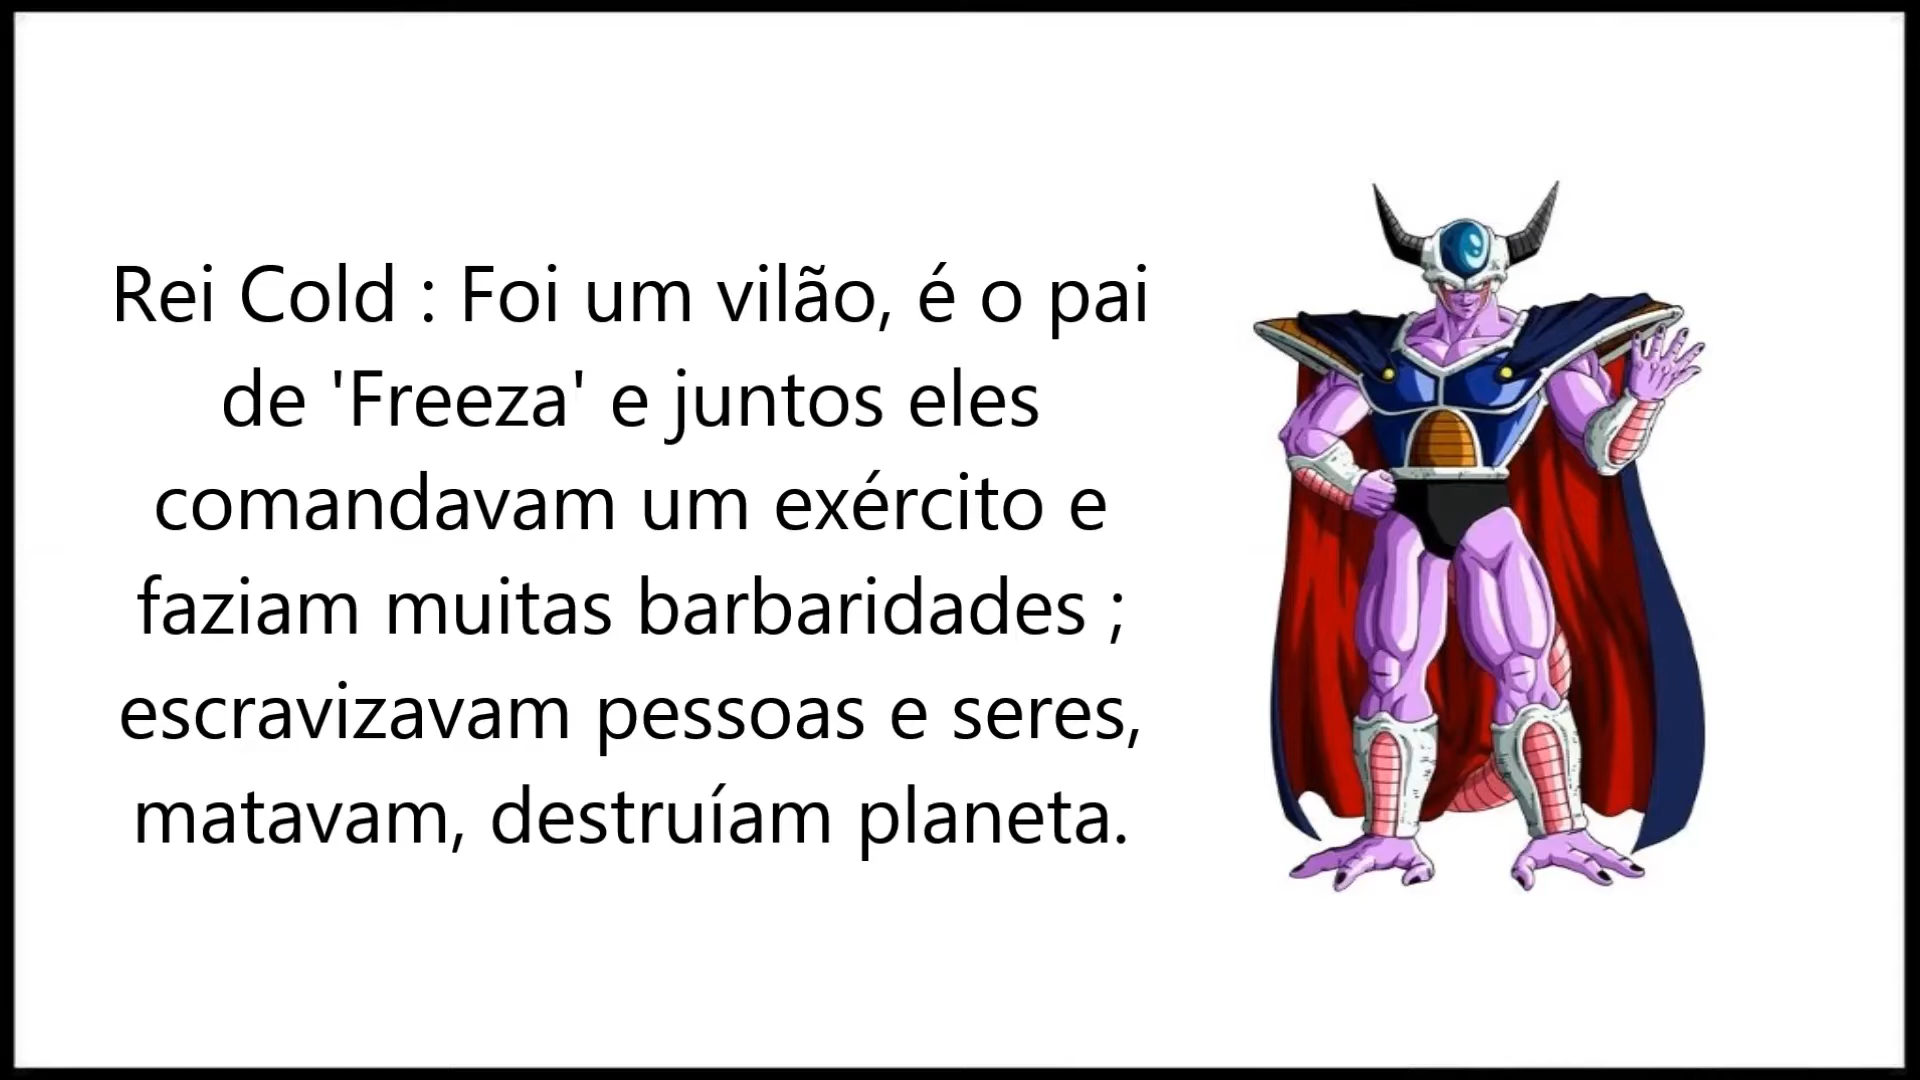 Rei Cold : Foi um vilão, é o pai
de 'Freeza' e juntos eles
comandavam um exército e
faziam muitas barbaridades ;
escravizavam pessoas e seres,
matavam, destruíam planeta.